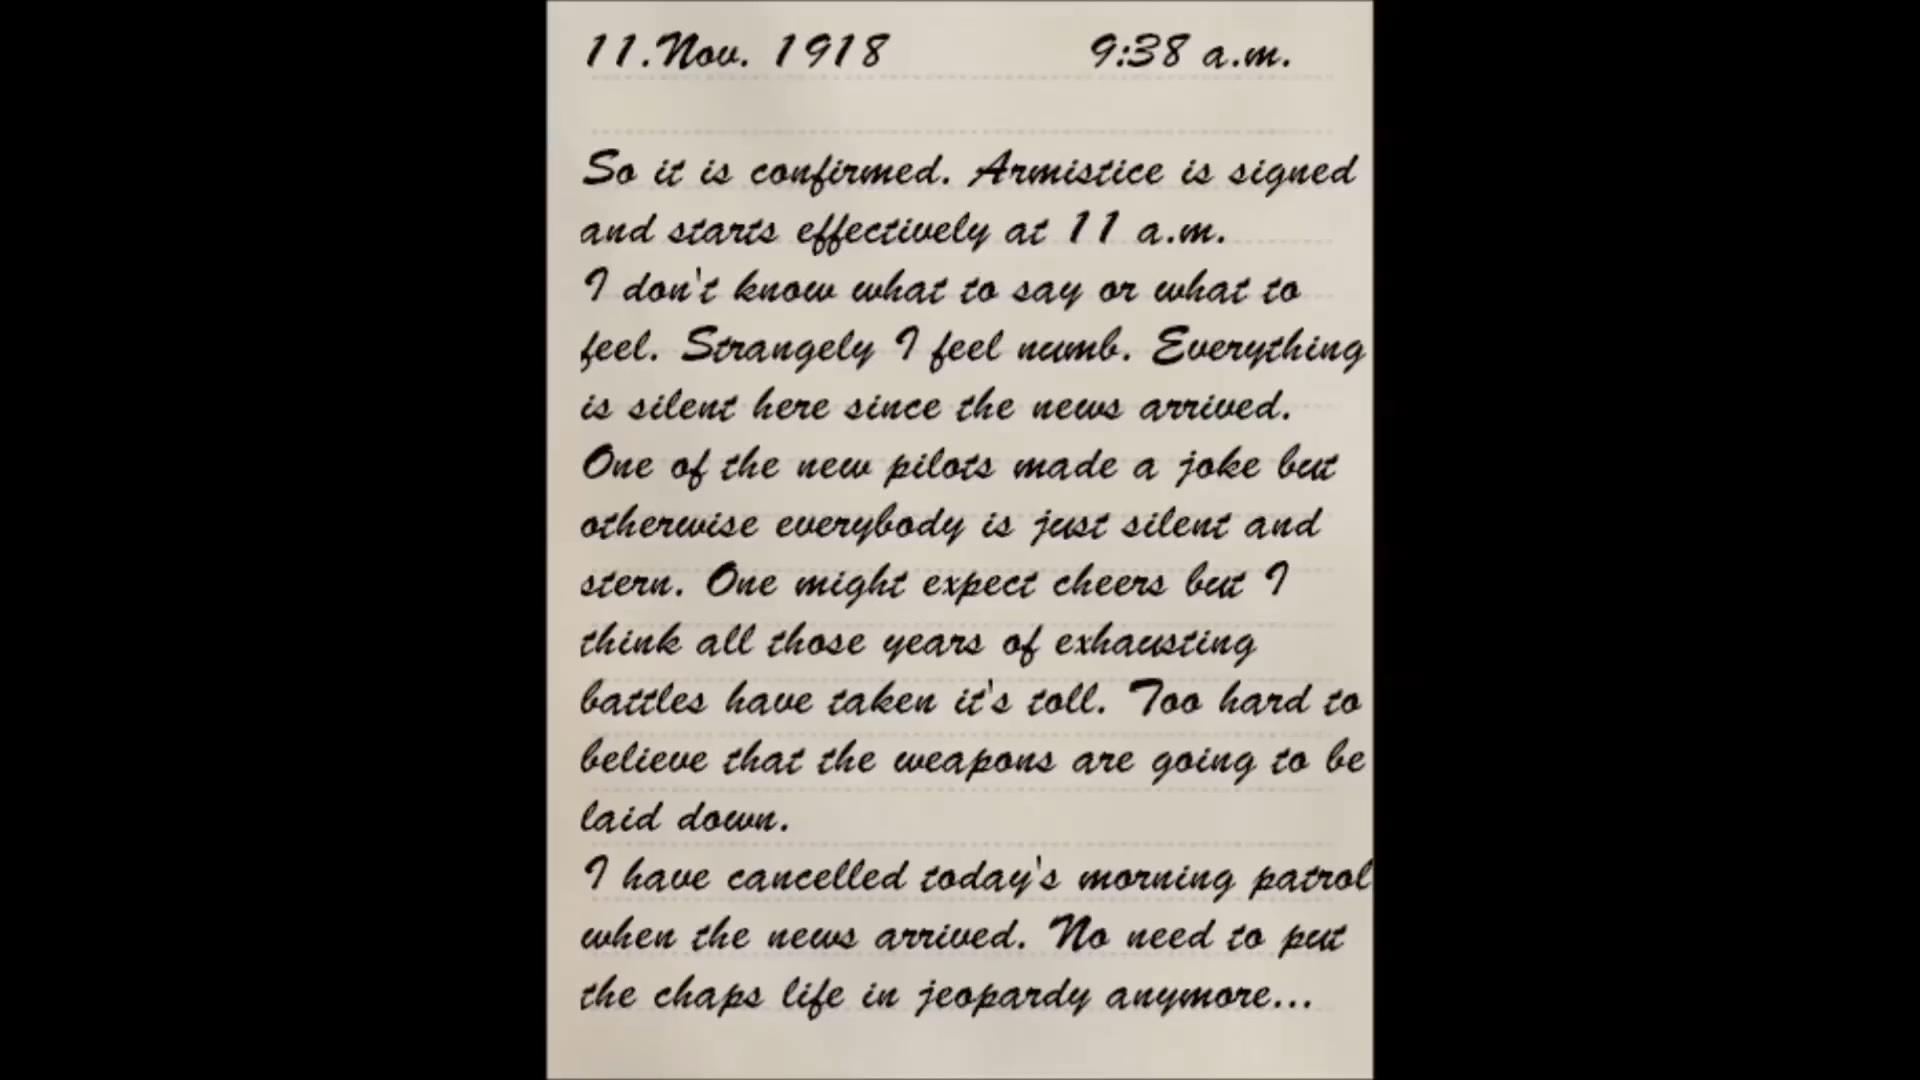 11.Nov. 1918 9:38 a.m.
So it is confirmed. Armistice is signed
and starts effectively at 11 a.m.
I don't know what to say or what to
feel. Strangely I feel numb. Everything
is silent here since the news arrived.
One of the new pilots made a joke but
otherwise everybody is just silent and
stern. One might expect cheers but I
think all those years of exhausting
battles have taken it's toll. Too hard to
believe that the weapons are going to be
laid down.
I have cancelled today's morning patrol
when the news arrived. No need to put
the chaps life in jeopardy anymore...